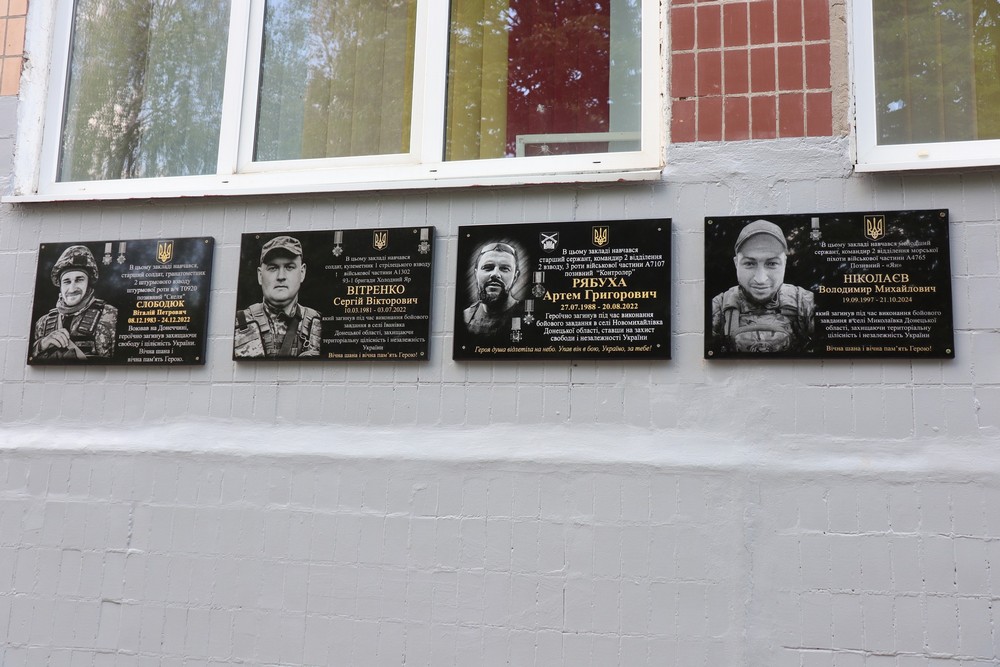 В цьому закладі навчався
старший солдат, гранатометник
2 штурмового взводу
штурмової роти в/ч Т0920
позивний "Скеля"
СЛОБОДЮК
Віталій Петрович
08.12.1983 - 24.12.2022
Воював на Донеччині,
героїчно загинув захищаючи
свободу і цілісність України.
Вічна шана і
вічна пам'ять Герою.
В цьому закладі навчався
солдат, кулеметник 1 стрілецького взводу
військової частини А1302
93-ї бригади Холодний Яр
ВІТРЕНКО
Сергій Вікторович
10.03.1981 - 03.07.2022
який загинув під час виконання бойового
завдання в селі Іванівка
Донецької області, захищаючи
територіальну цілісність і незалежність
України
Вічна шана і вічна пам'ять Герою!
В цьому закладі навчався
старший сержант, командир 2 відділення
2 взводу, 3 роти військової частини А7107
позивний "Контролер"
РЯБУХА
Артем Григорович
27.07.1988 - 20.08.2022
Героїчно загинув під час виконання
бойового завдання в селі Новомихайлівка
Донецької області, ставши на захист
свободи і незалежності України
Героя душа відлетіла на небо. Упав він в бою, Україно, за тебе!
В цьому закладі навчався
сержант, командир 2 відділення морської
піхоти військової частини А4765
Позивний - «Ян»
НІКОЛАЄВ
Володимир Михайлович
19.09.1997 - 21.10.2024
який загинув під час виконання бойового
завдання в селі Миколаївка Донецької
області, захищаючи територіальну
цілісність і незалежність України
Вічна шана і вічна пам'ять Герою!